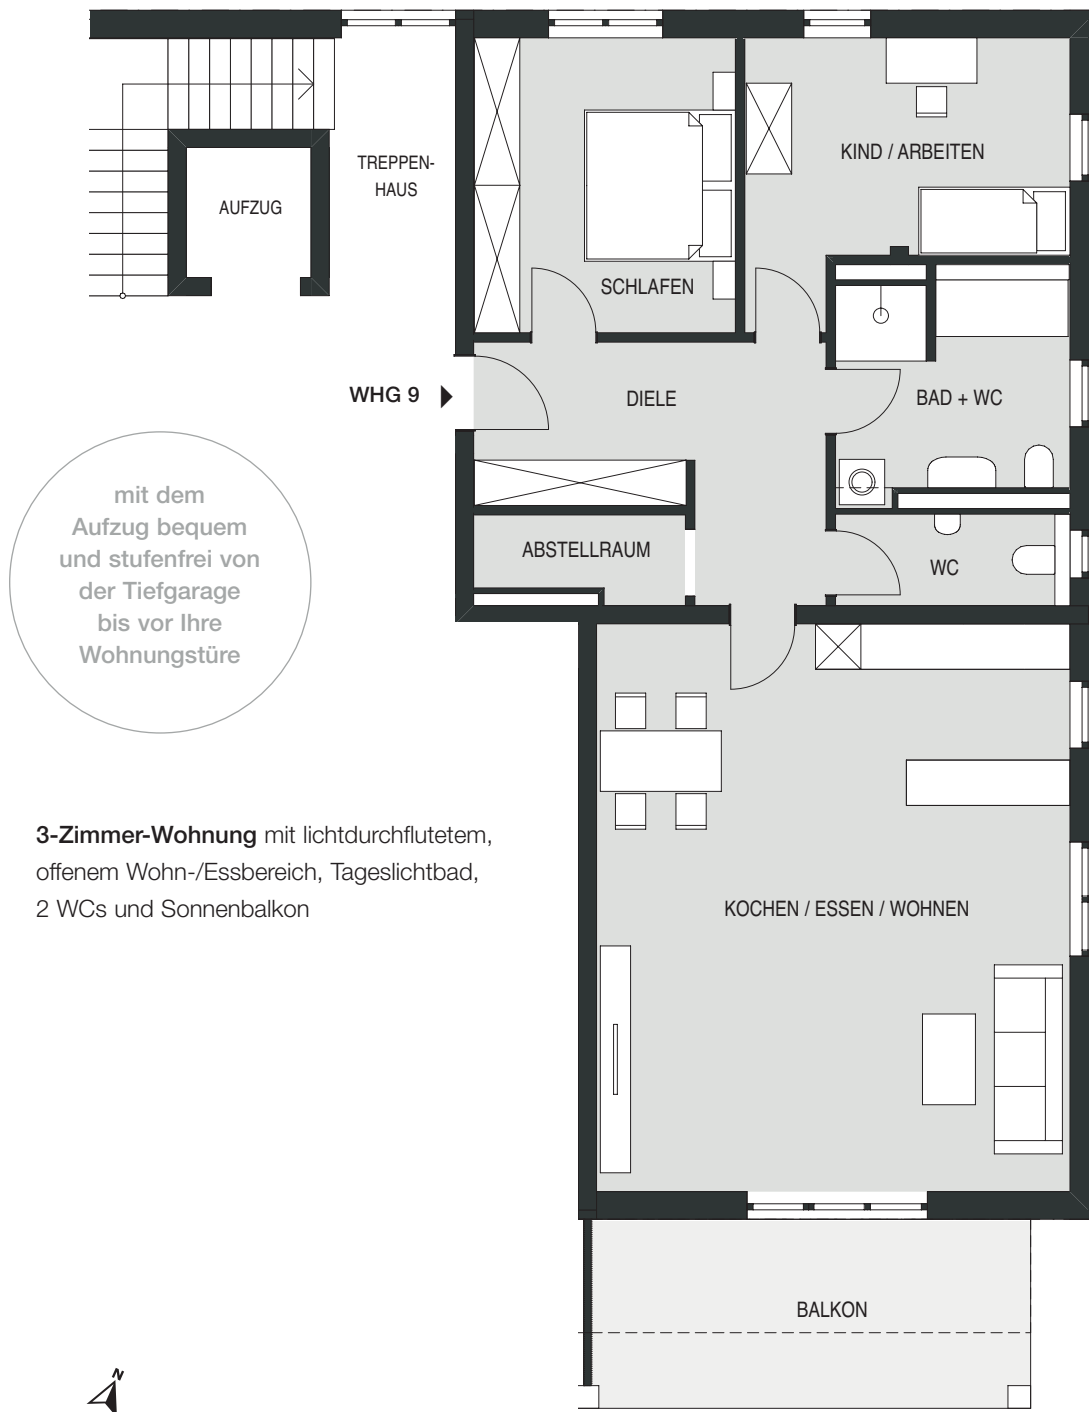 TREPPEN-
HAUS
AUFZUG
KIND / ARBEITEN
SCHLAFEN
WHG 9
DIELE
BAD + WC
mit dem
Aufzug bequem
und stufenfrei von
der Tiefgarage
bis vor Ihre
Wohnungstüre
ABSTELLRAUM
WC
3-Zimmer-Wohnung mit lichtdurchflutetem,
offenem Wohn-/Essbereich, Tageslichtbad,
2 WCs und Sonnenbalkon
KOCHEN / ESSEN / WOHNEN
BALKON
N